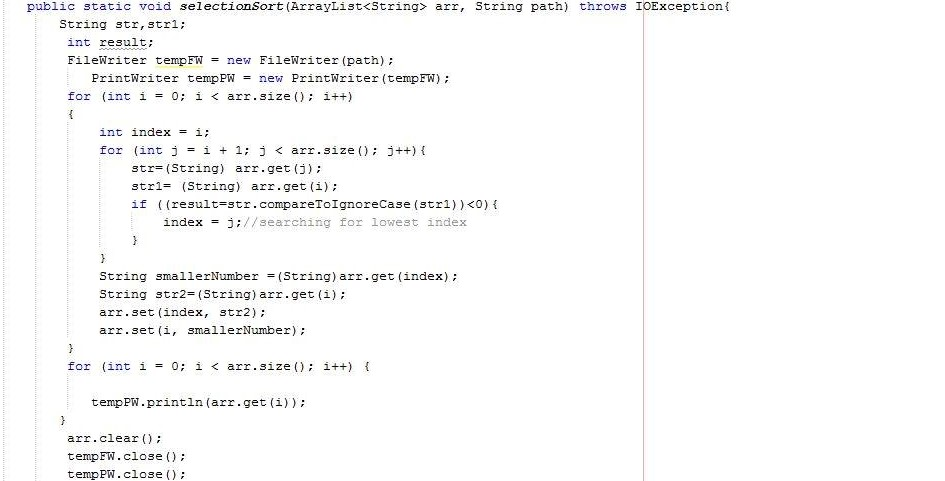 public static void selectionSort(ArrayList<String> arr, String path) throws IOException{
String str,str1;
int result;
FileWriter tempFW = new FileWriter(path);
PrintWriter tempPW = new PrintWriter(tempFW);
for (int i = 0; i < arr.size(); i++)
{
int index = i;
for (int j = i + 1; j < arr.size(); j++){
str=(String) arr.get(j);
str1= (String) arr.get(i);
if ((result=str.compareToIgnoreCase(str1))<0){
index = j;//searching for lowest index
}
}
String smallerNumber =(String)arr.get(index);
String str2=(String)arr.get(i);
arr.set(index, str2);
arr.set(i, smallerNumber);
}
for (int i = 0; i < arr.size(); i++) {
tempPW.println(arr.get(i));
}
arr.clear();
tempFW.close();
tempPW.close();